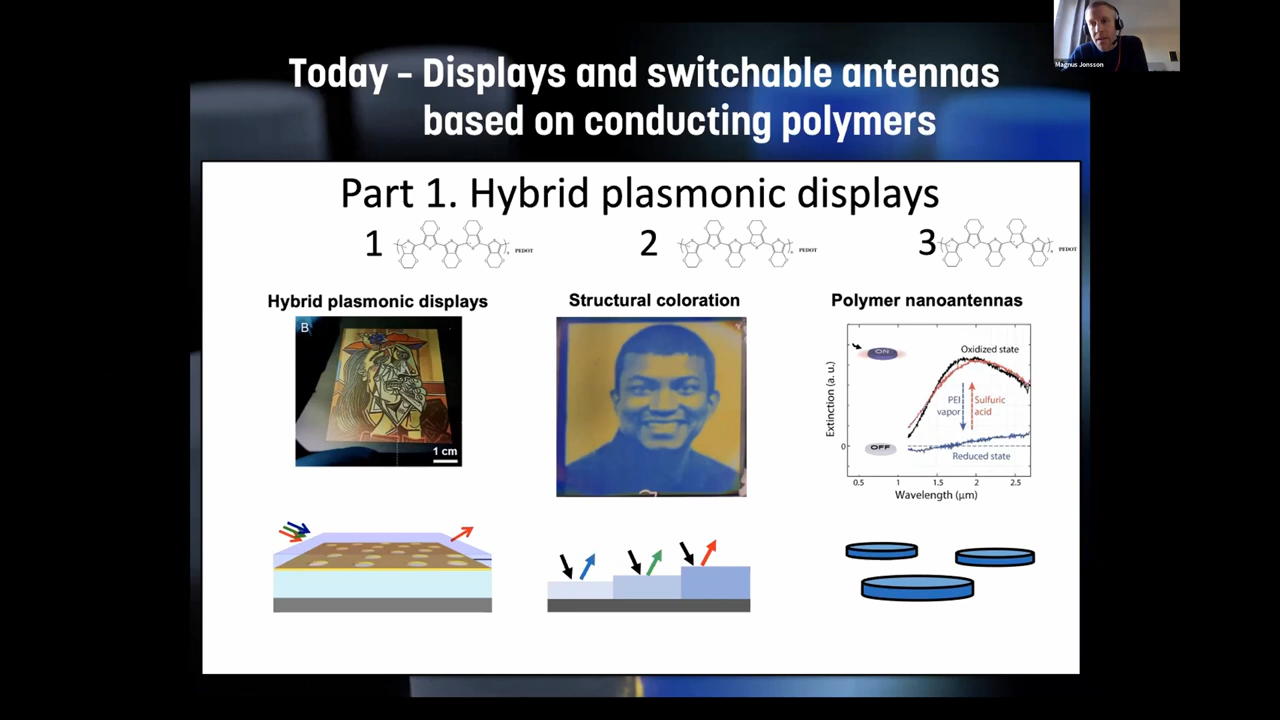 Magnus Jonsson
Today – Displays and switchable antennas
based on conducting polymers
Part 1. Hybrid plasmonic displays
1
PEDOT
2
PEDOT
3
PEDOT
Hybrid plasmonic displays
B
1 cm
Structural coloration
Polymer nanoantennas
Extinction (a. u.)
ON
Oxidized state
PEI
vapor
Sulfuric
acid
0
OFF
Reduced state
0.5 1 1.5 2 2.5
Wavelength (μm)